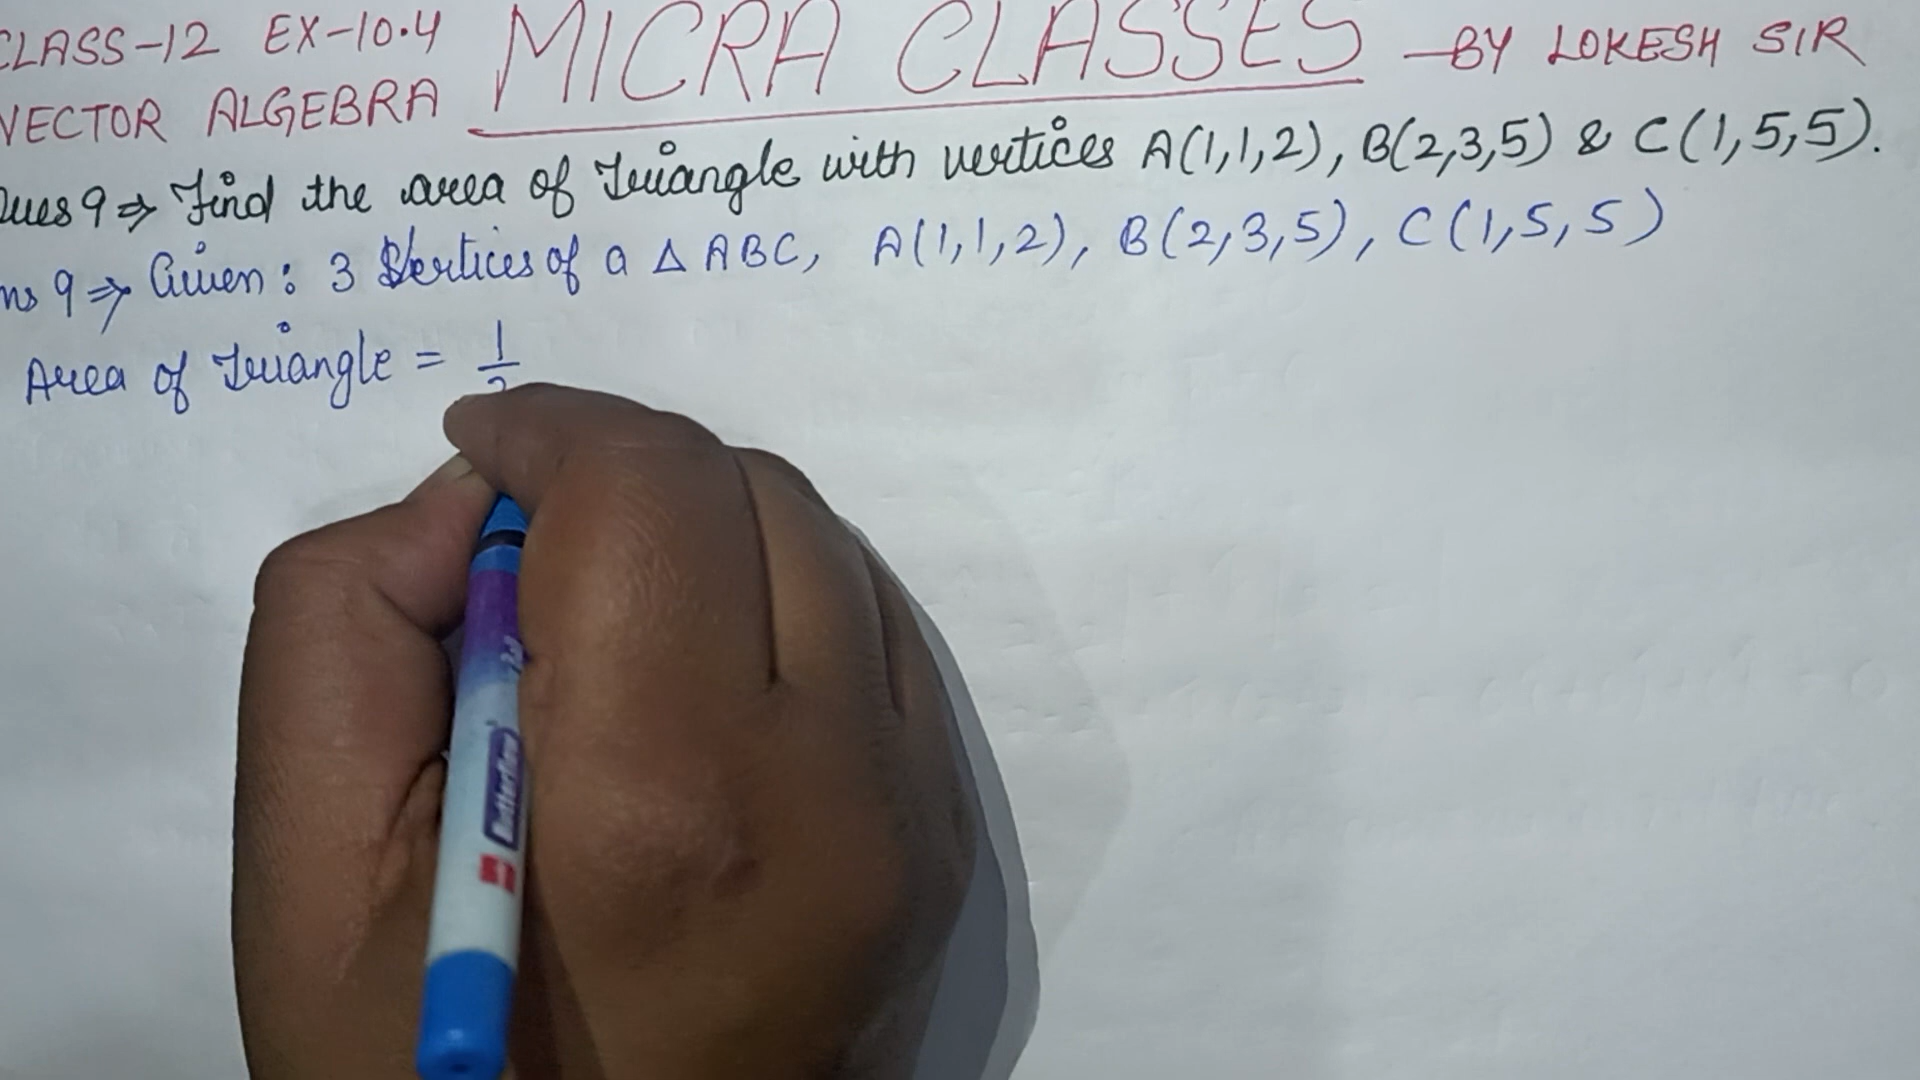 CLASS-12 EX-10.4 MICRA CLASSES -BY LOKESH SIR
VECTOR ALGEBRA
Ques 9 ⇒ Find the area of Triangle with vertices A(1,1,2), B(2,3,5) & C(1,5,5).
Ans 9 ⇒ Given: 3 Vertices of a △ ABC, A(1,1,2), B(2,3,5), C(1,5,5)
Area of Triangle = 1/2
Butterflow